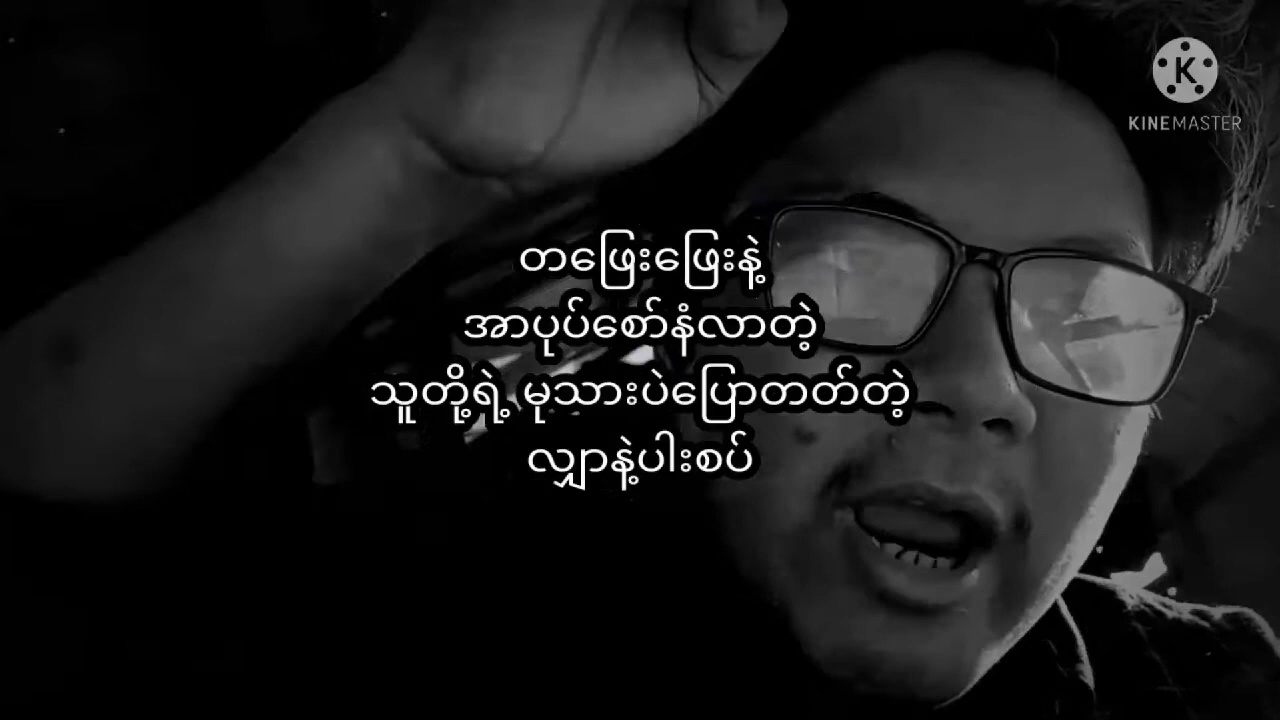 KINEMASTER
တဖြေးဖြေးနဲ့
အာပုပ်စော်နံလာတဲ့
သူတို့ရဲ့ မုသားပဲပြောတတ်တဲ့
လျှာနဲ့ပါးစပ်